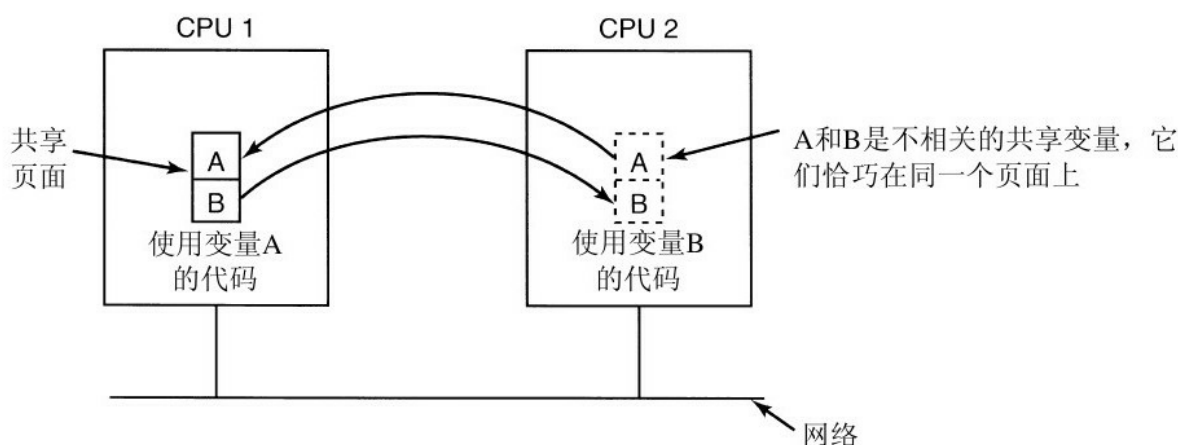 CPU 1
CPU 2
共享
页面
A
B
使用变量A
的代码
A
B
使用变量B
的代码
A和B是不相关的共享变量，它
们恰巧在同一个页面上
网络